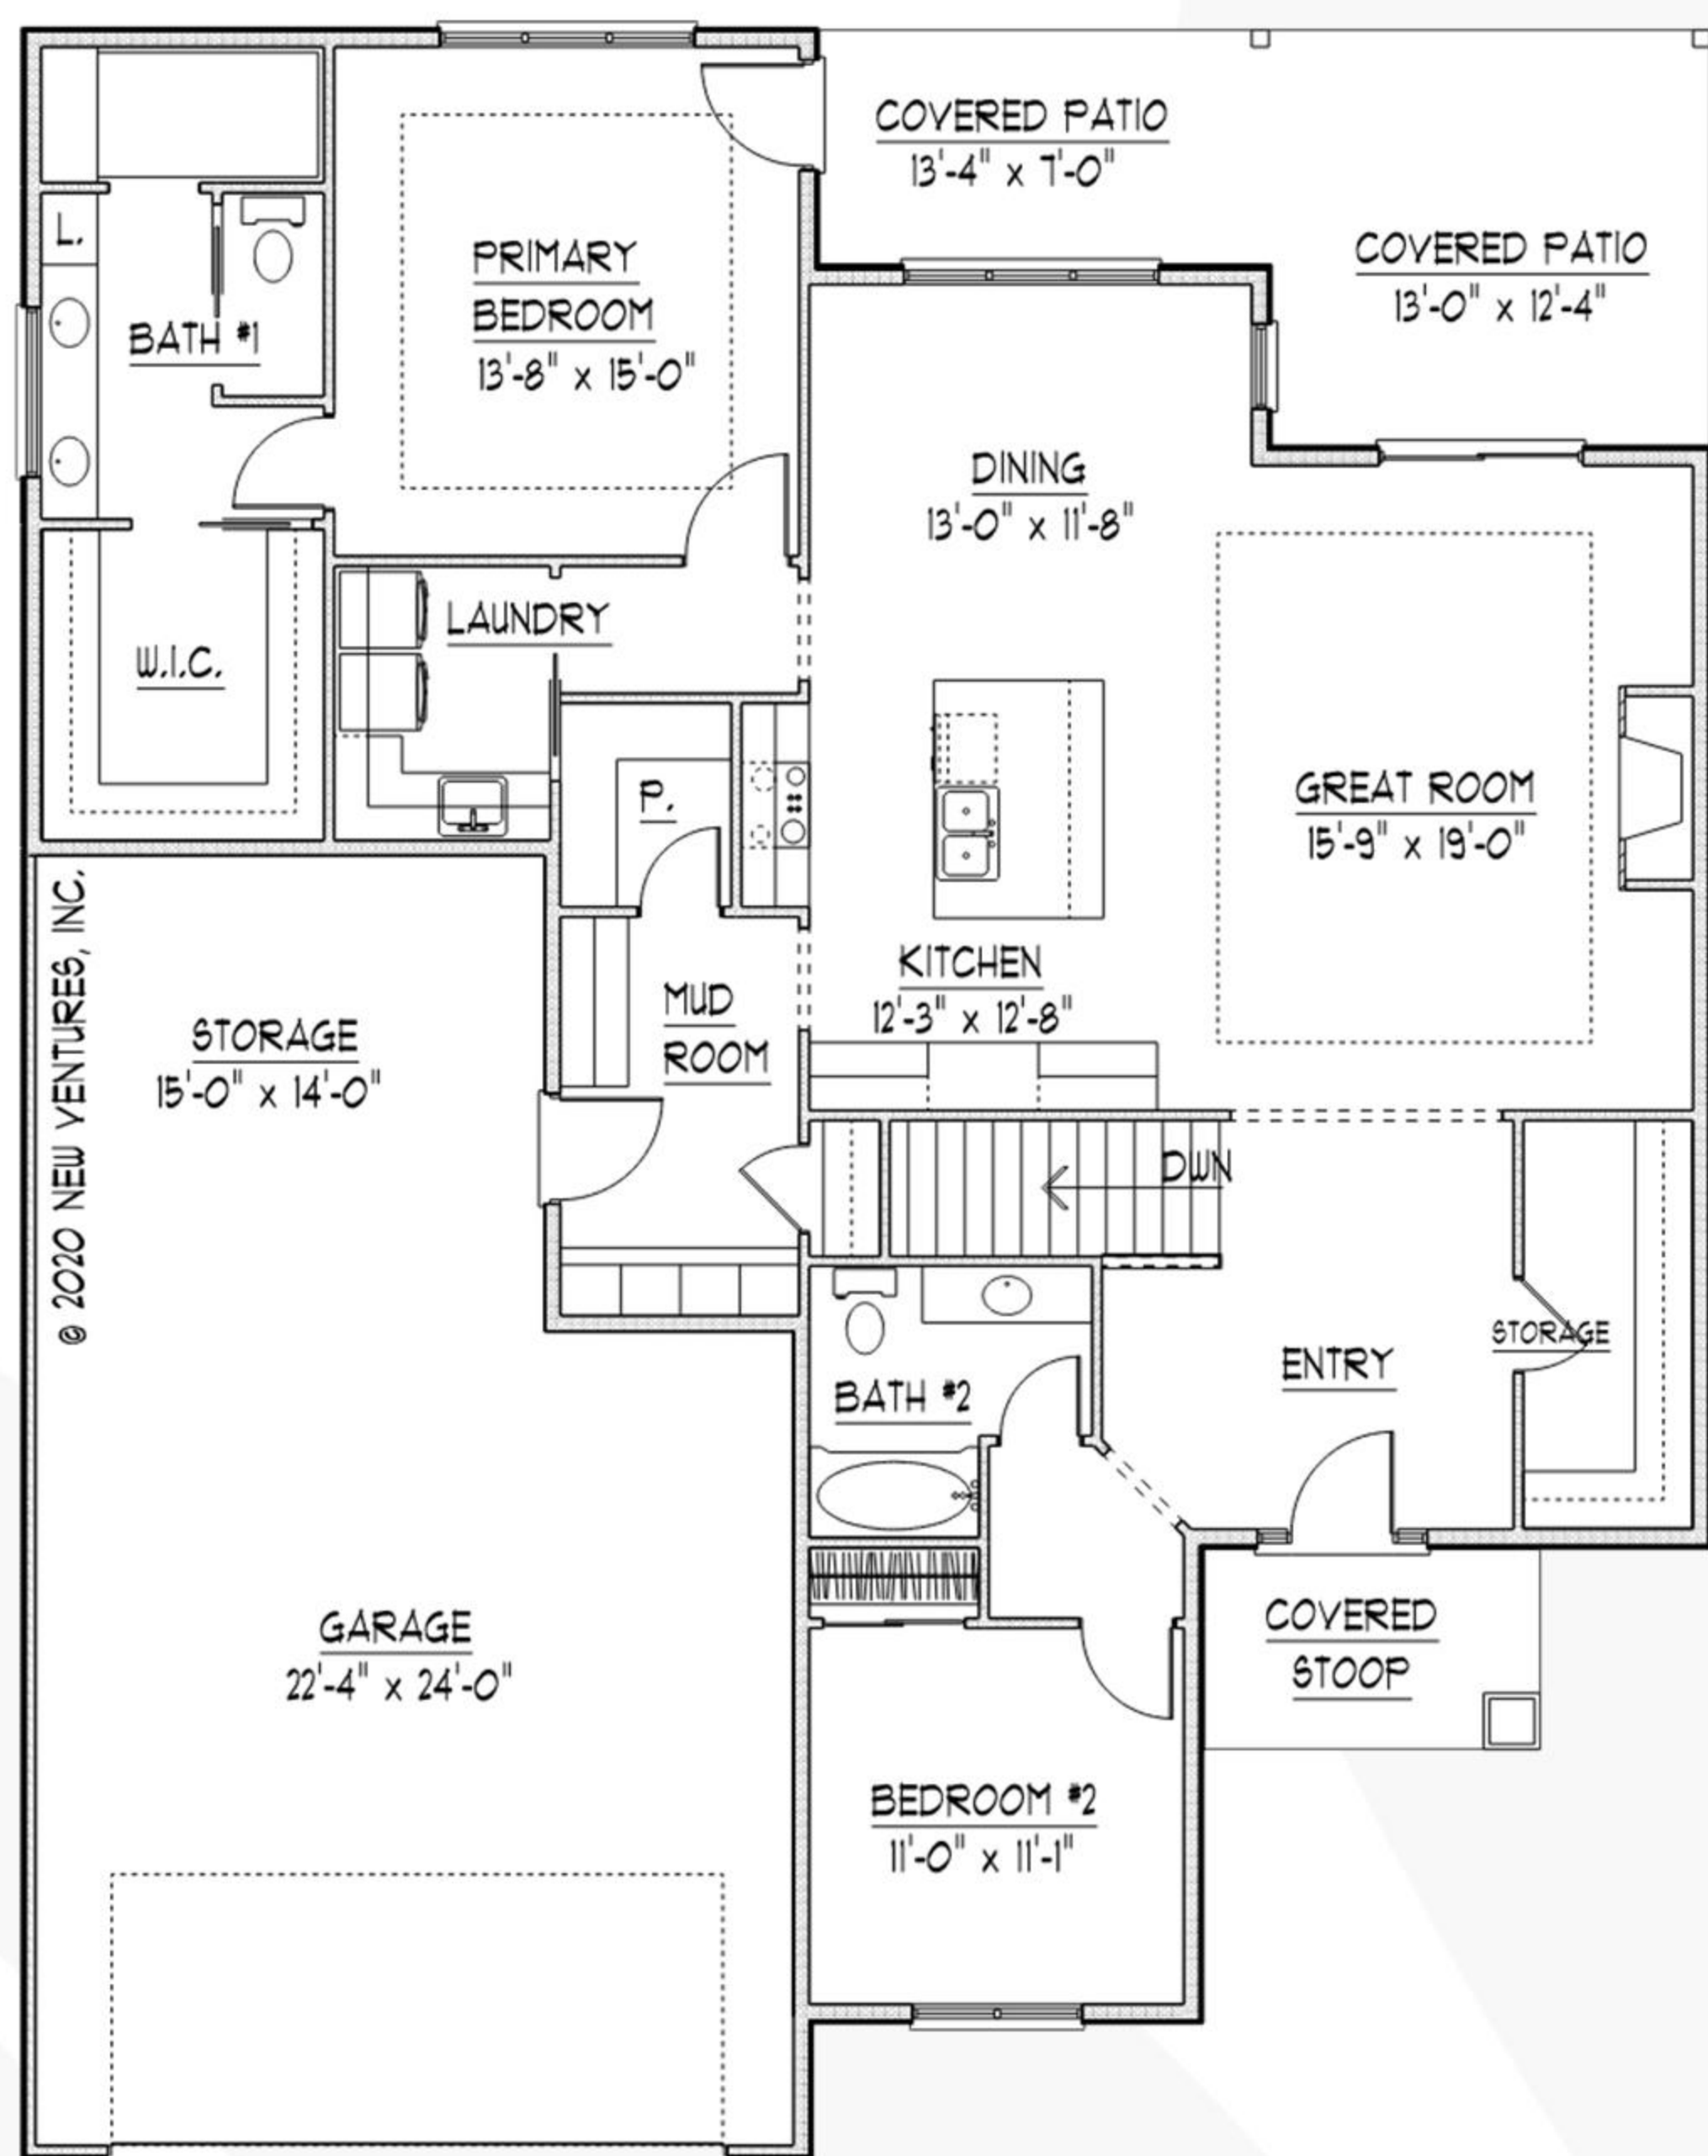 COVERED PATIO
13'-4" x 7'-0"
COVERED PATIO
13'-0" x 12'-4"
L.
BATH #1
PRIMARY
BEDROOM
13'-8" x 15'-0"
DINING
13'-0" x 11'-8"
LAUNDRY
W.I.C.
P.
GREAT ROOM
15'-9" x 19'-0"
KITCHEN
12'-3" x 12'-8"
MUD
ROOM
STORAGE
15'-0" x 14'-0"
© 2020 NEW VENTURES, INC.
DWN
STORAGE
ENTRY
BATH #2
COVERED
STOOP
GARAGE
22'-4" x 24'-0"
BEDROOM #2
11'-0" x 11'-1"